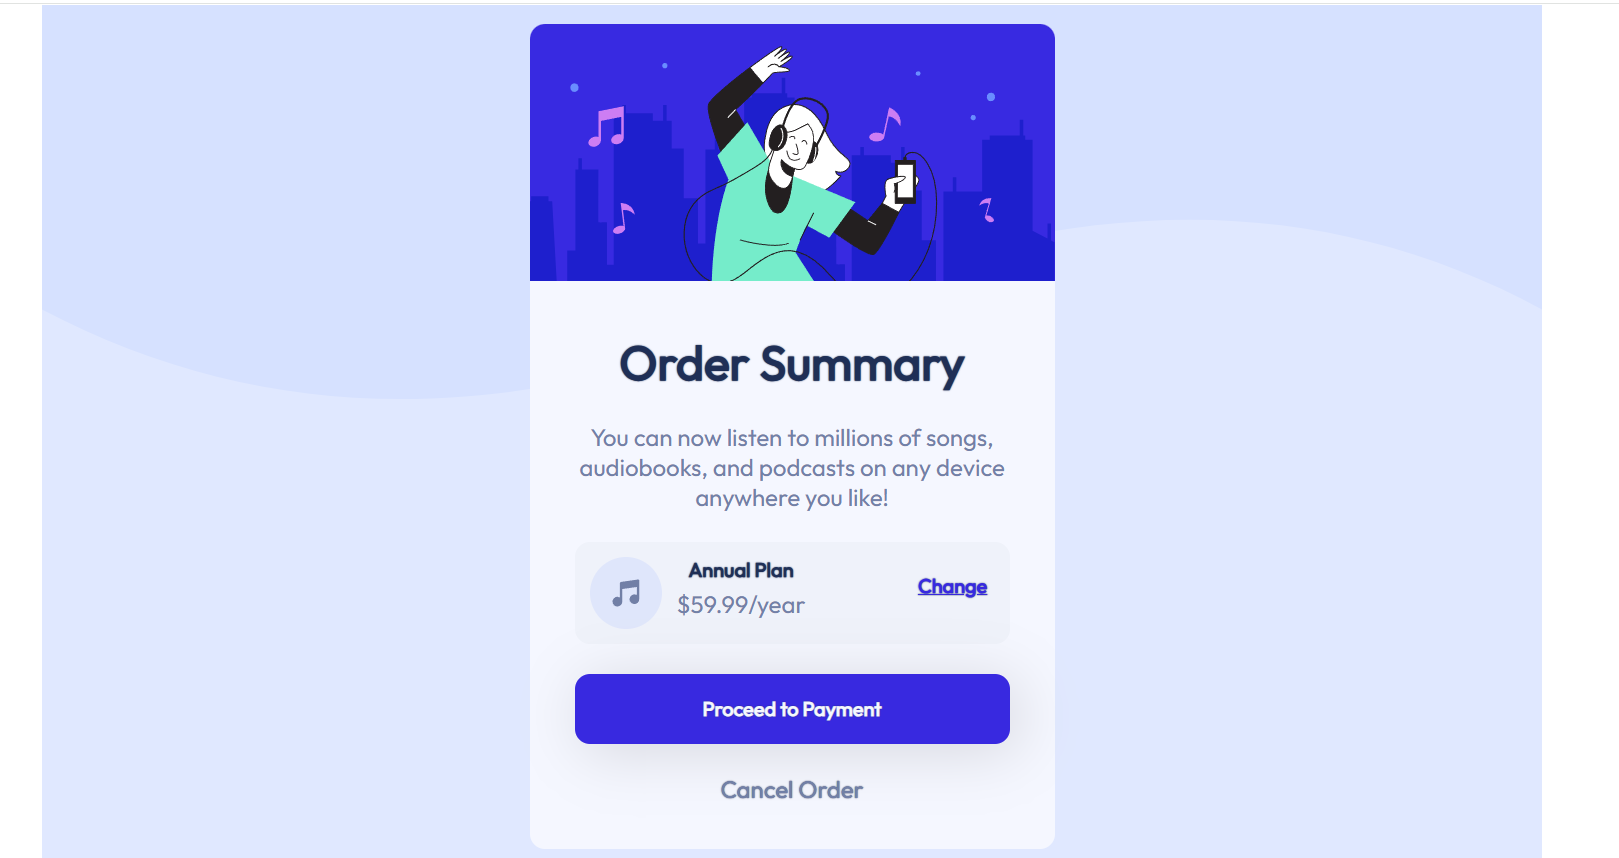 Order Summary
You can now listen to millions of songs,
audiobooks, and podcasts on any device
anywhere you like!
Annual Plan
$59.99/year
Change
Proceed to Payment
Cancel Order